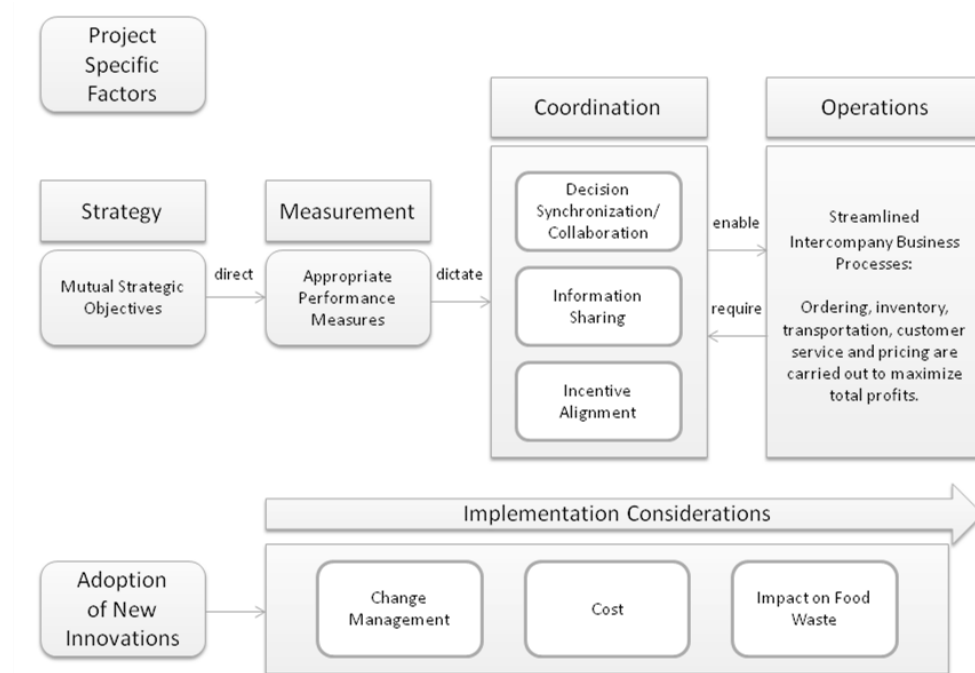 Project
Specific
Factors
Coordination
Operations
Strategy
Measurement
Decision
Synchronization/
Collaboration
enable
Streamlined
Intercompany Business
Processes:
Mutual Strategic
Objectives
direct
Appropriate
Performance
Measures
dictate
Information
Sharing
require
Ordering, inventory,
transportation, customer
service and pricing are
carried out to maximize
total profits.
Incentive
Alignment
Implementation Considerations
Adoption
of New
Innovations
Change
Management
Cost
Impact on Food
Waste